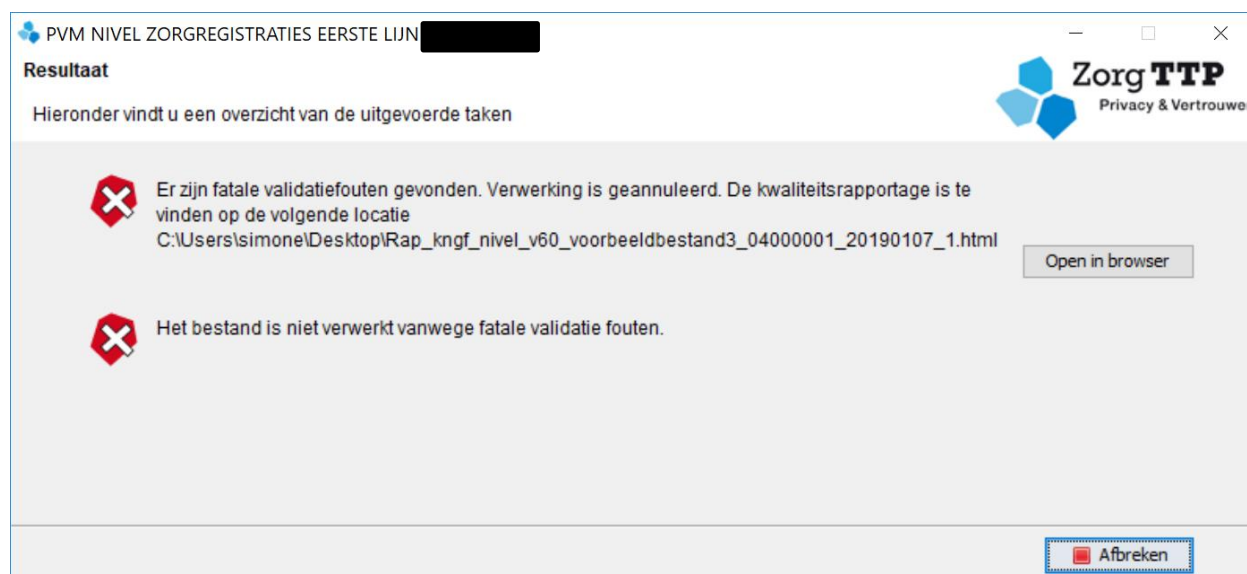 PVM NIVEL ZORGREGISTRATIES EERSTE LIJN
Resultaat
Hieronder vindt u een overzicht van de uitgevoerde taken
Zorg TTP
Privacy & Vertrouwe
Er zijn fatale validatiefouten gevonden. Verwerking is geannuleerd. De kwaliteitsrapportage is te
vinden op de volgende locatie
C:\Users\simone\Desktop\Rap_kngf_nivel_v60_voorbeeldbestand3_04000001_20190107_1.html
Open in browser
Het bestand is niet verwerkt vanwege fatale validatie fouten.
Afbreken